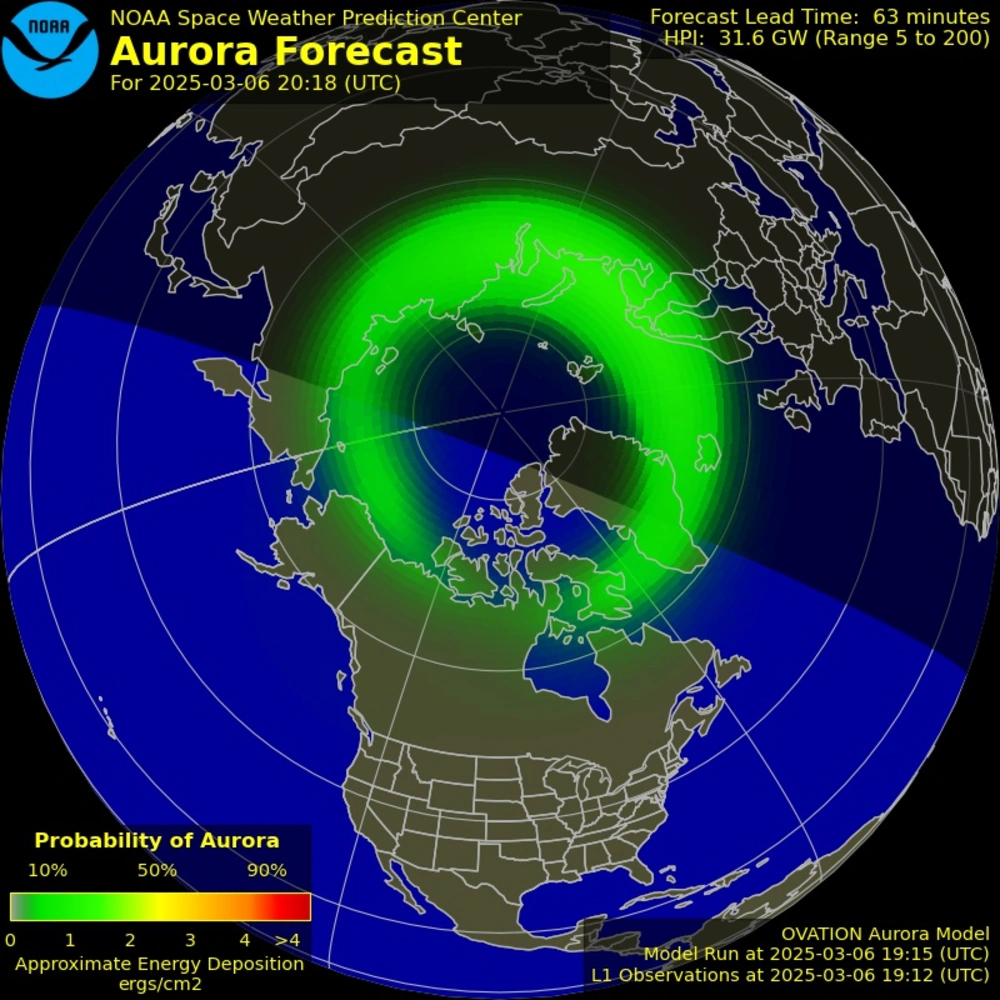 NOAA
NOAA Space Weather Prediction Center
Aurora Forecast
For 2025-03-06 20:18 (UTC)
Forecast Lead Time: 63 minutes
HPI: 31.6 GW (Range 5 to 200)
Probability of Aurora
10% 50% 90%
0 1 2 3 4 >4
Approximate Energy Deposition
ergs/cm2
OVATION Aurora Model
Model Run at 2025-03-06 19:15 (UTC)
L1 Observations at 2025-03-06 19:12 (UTC)